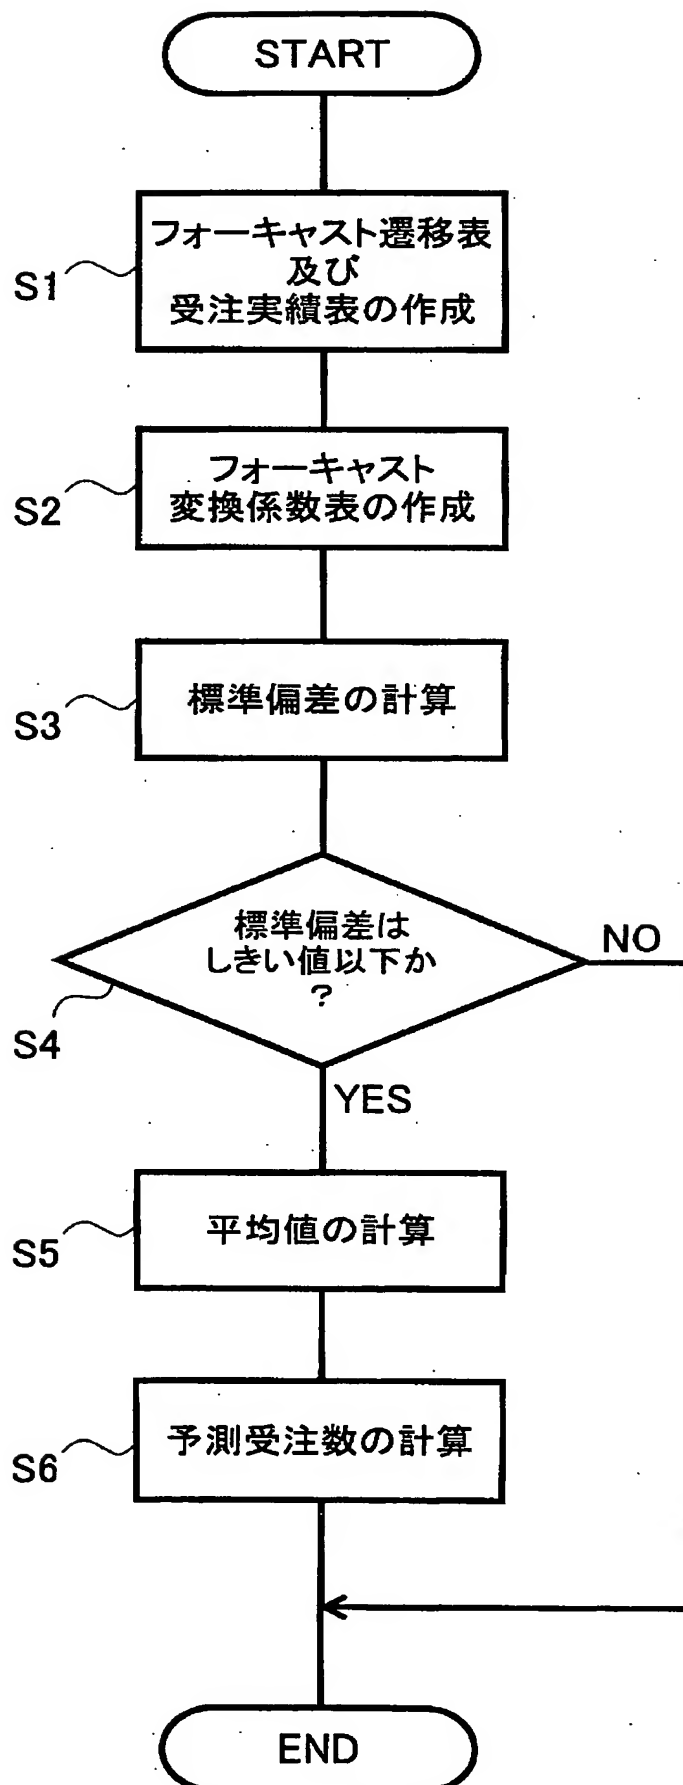 START
フォーキャスト遷移表
及び
受注実績表の作成
S1
フォーキャスト
変換係数表の作成
S2
標準偏差の計算
S3
標準偏差は
しきい値以下か
?
NO
S4
YES
平均値の計算
S5
予測受注数の計算
S6
END